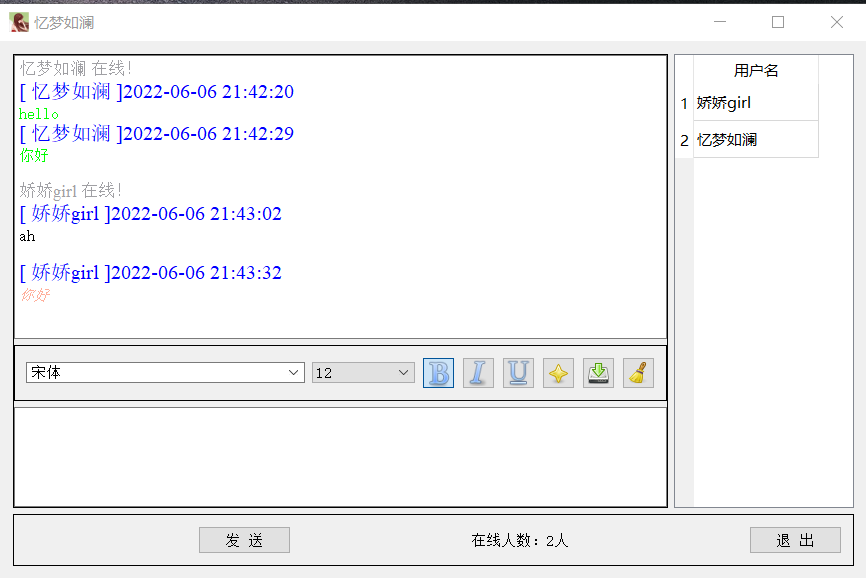 忆梦如澜
忆梦如澜 在线！
[ 忆梦如澜 ]2022-06-06 21:42:20
hello
[ 忆梦如澜 ]2022-06-06 21:42:29
你好
娇娇girl 在线！
[ 娇娇girl ]2022-06-06 21:43:02
ah
[ 娇娇girl ]2022-06-06 21:43:32
你好
宋体
12
B I U
发 送
在线人数：2人
退 出
用户名
1 娇娇girl
2 忆梦如澜